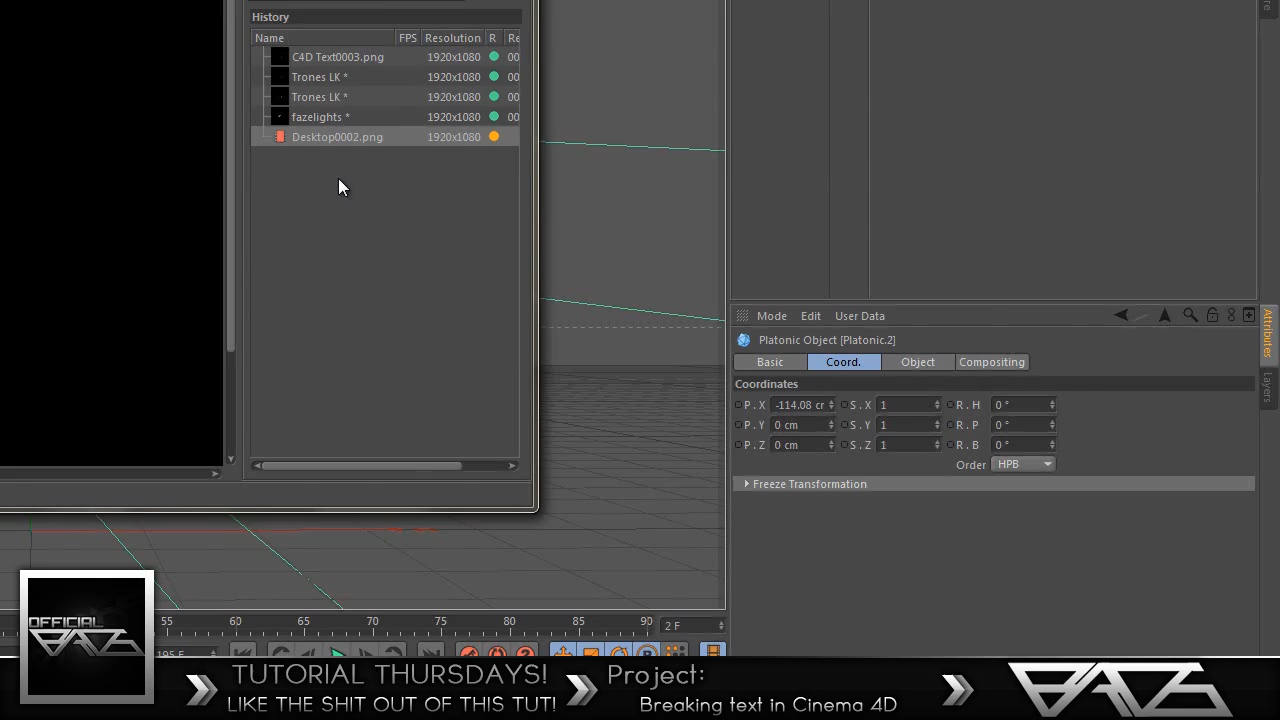 History
Name FPS Resolution R Re
C4D Text0003.png 1920x1080 00
Trones LK * 1920x1080 00
Trones LK * 1920x1080 00
fazelights * 1920x1080 00
Desktop0002.png 1920x1080
Mode Edit User Data
Platonic Object [Platonic.2]
Basic Coord. Object Compositing
Coordinates
P . X -114.08 cr S . X 1 R . H 0 °
P . Y 0 cm S . Y 1 R . P 0 °
P . Z 0 cm S . Z 1 R . B 0 °
Order HPB
Freeze Transformation
Attributes
Layers
55 60 65 70 75 80 85 90 2 F
195 F
OFFICIAL
TUTORIAL THURSDAYS!
LIKE THE SHIT OUT OF THIS TUT!
Project:
Breaking text in Cinema 4D